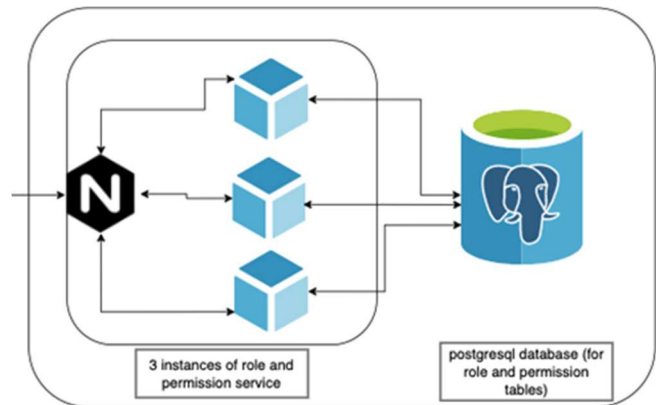 N
3 instances of role and
permission service
postgresql database (for
role and permission
tables)